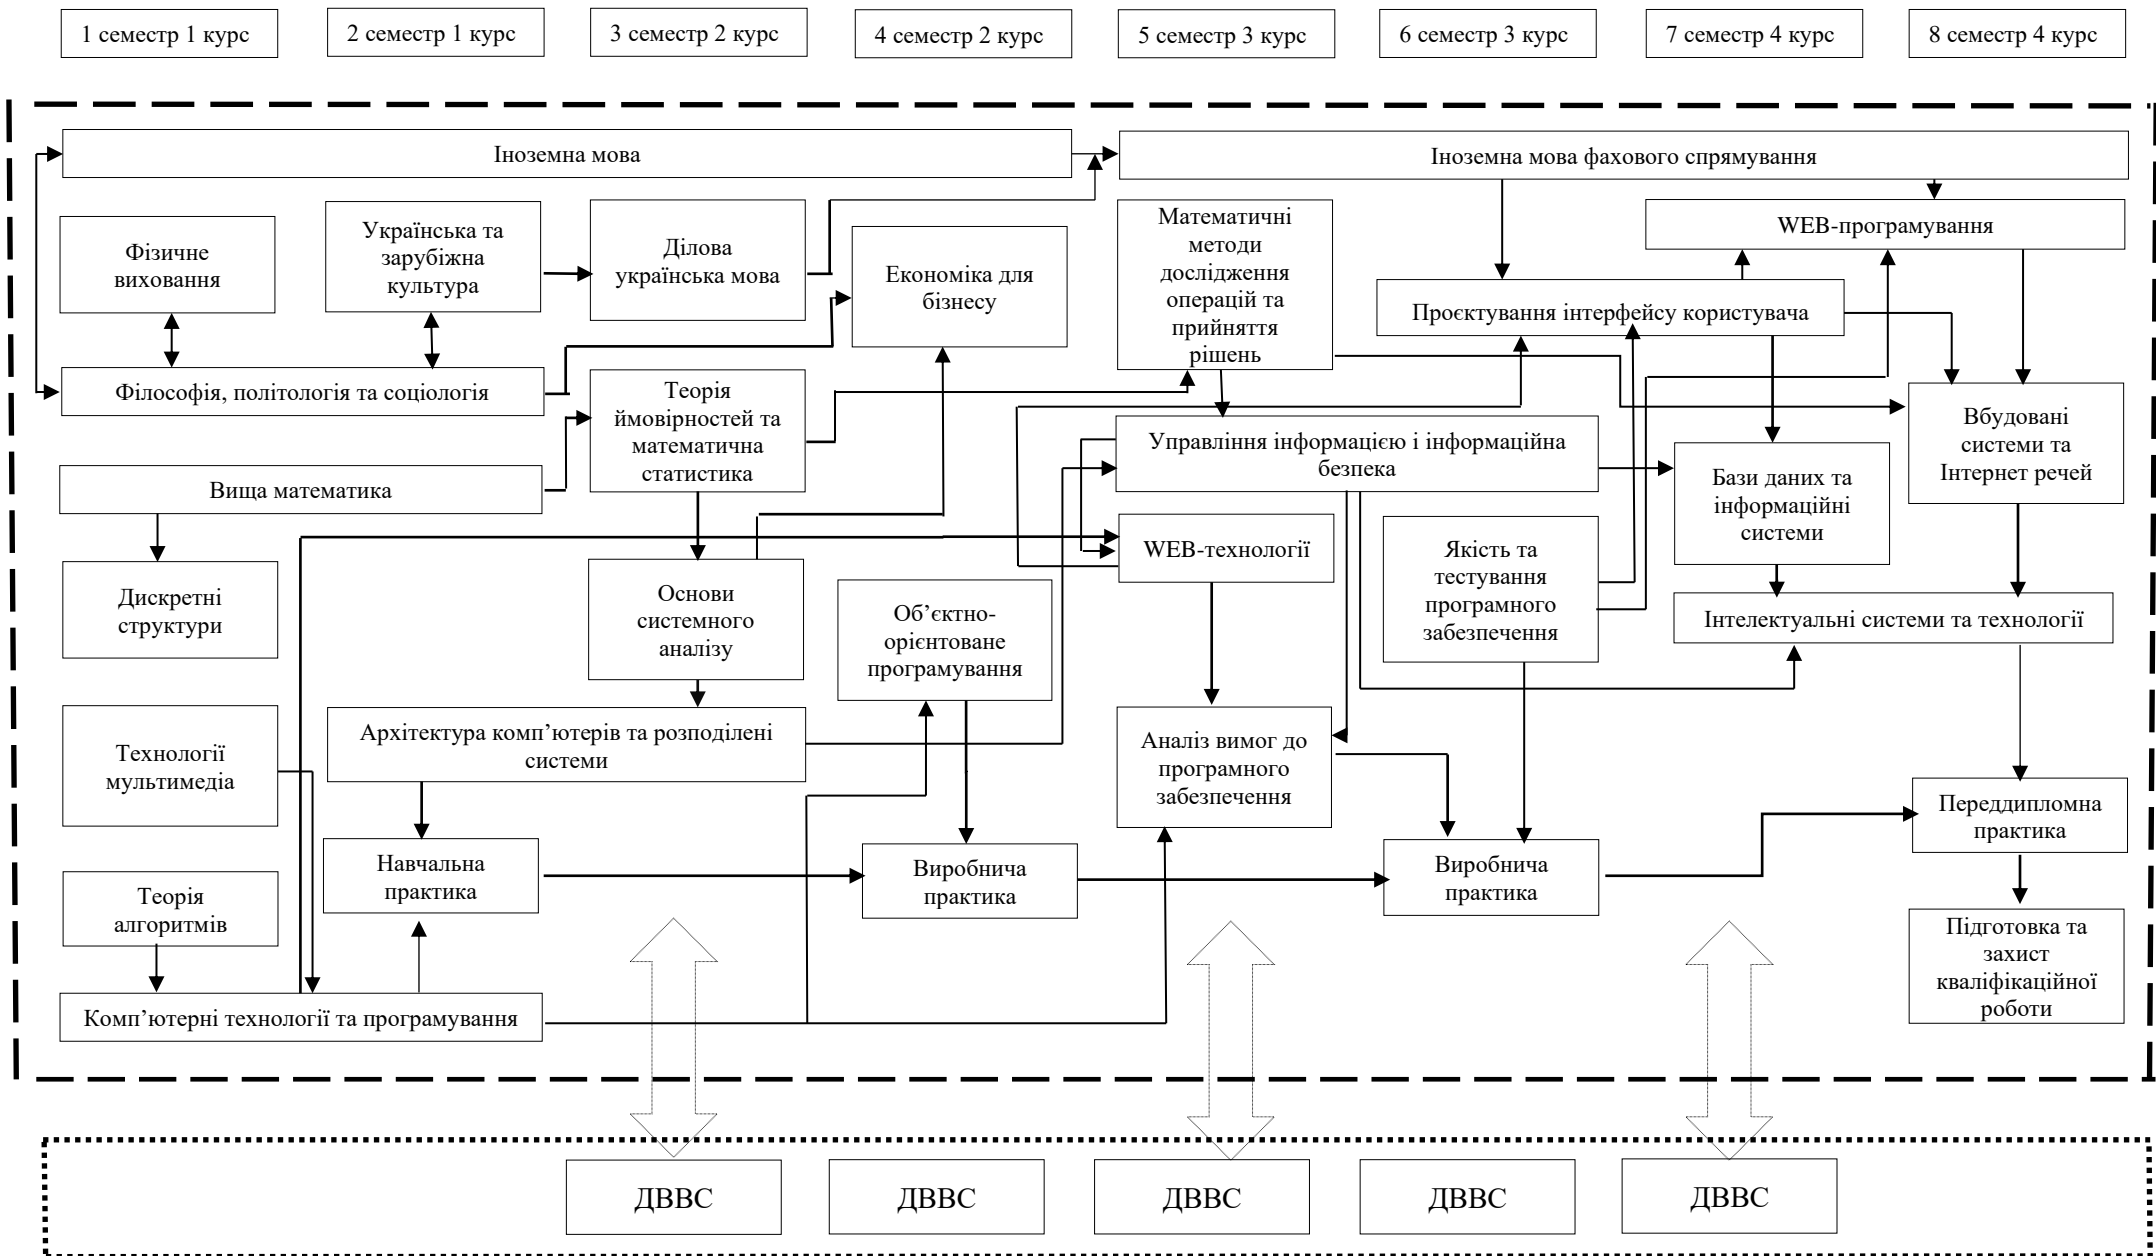 1 семестр 1 курс
2 семестр 1 курс
3 семестр 2 курс
4 семестр 2 курс
5 семестр 3 курс
6 семестр 3 курс
7 семестр 4 курс
8 семестр 4 курс
Іноземна мова
Іноземна мова фахового спрямування
Фізичне
виховання
Українська та
зарубіжна
культура
Ділова
українська мова
Економіка для
бізнесу
Математичні
методи
дослідження
операцій та
прийняття
рішень
WEB-програмування
Проєктування інтерфейсу користувача
Філософія, політологія та соціологія
Теорія
ймовірностей та
математична
статистика
Управління інформацією і інформаційна
безпека
Вбудовані
системи та
Інтернет речей
Вища математика
Бази даних та
інформаційні
системи
WEB-технології
Якість та
тестування
програмного
забезпечення
Дискретні
структури
Основи
системного
аналізу
Об’єктно-
орієнтоване
програмування
Інтелектуальні системи та технології
Технології
мультимедіа
Архітектура комп’ютерів та розподілені
системи
Аналіз вимог до
програмного
забезпечення
Переддипломна
практика
Навчальна
практика
Виробнича
практика
Виробнича
практика
Теорія
алгоритмів
Підготовка та
захист
кваліфікаційної
роботи
Комп’ютерні технології та програмування
ДВВС
ДВВС
ДВВС
ДВВС
ДВВС